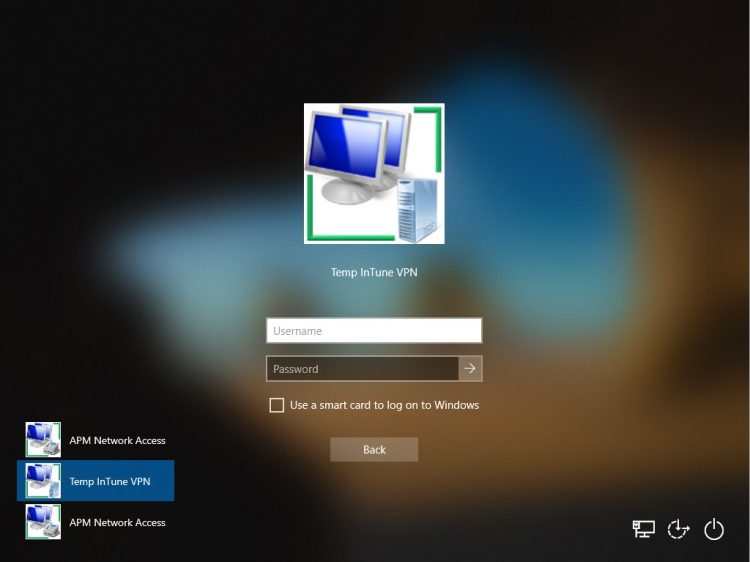 Temp InTune VPN
Username
Password
Use a smart card to log on to Windows
Back
APM Network Access
Temp InTune VPN
APM Network Access